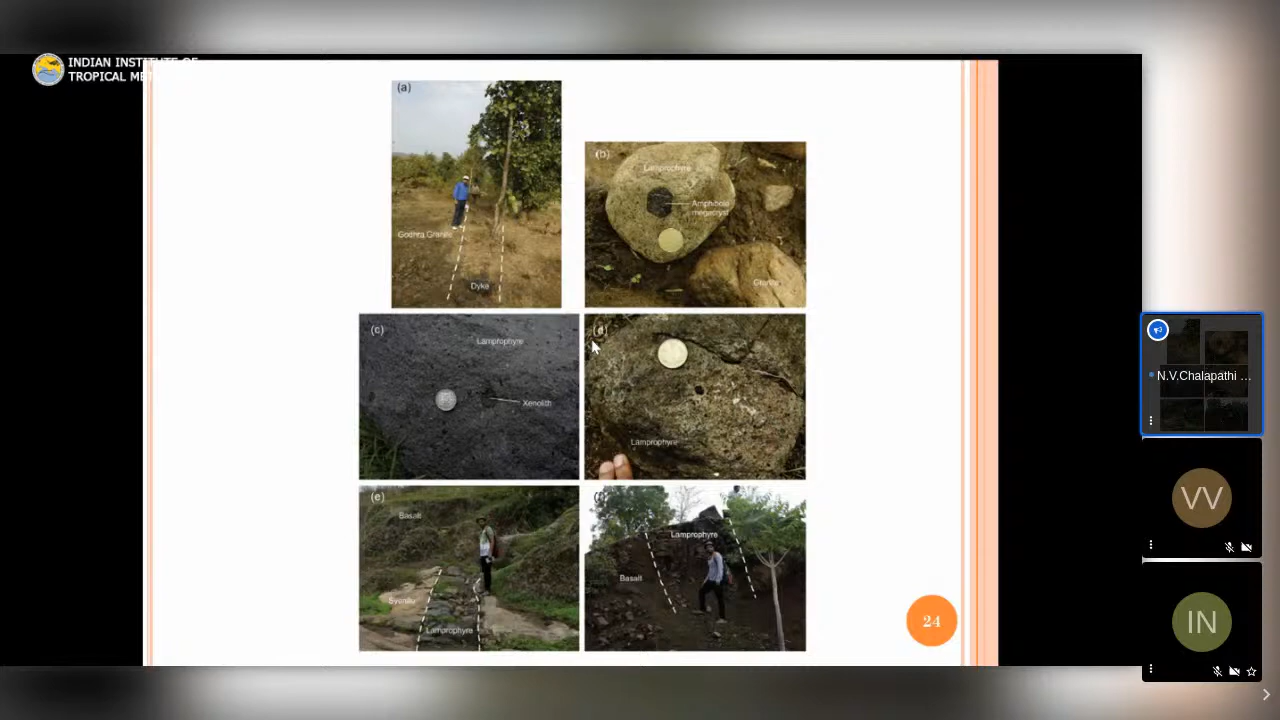 INDIAN INSTITUTE OF
TROPICAL
(a)
Godhra Granite
Dyke
(b)
Lamprophyre
Amphibole
megacryst
Granite
(c)
Lamprophyre
Xenolith
(d)
Lamprophyre
(e)
Basalt
Syenite
Lamprophyre
(f)
Lamprophyre
Basalt
24
N.V.Chalapathi ...
VV
IN